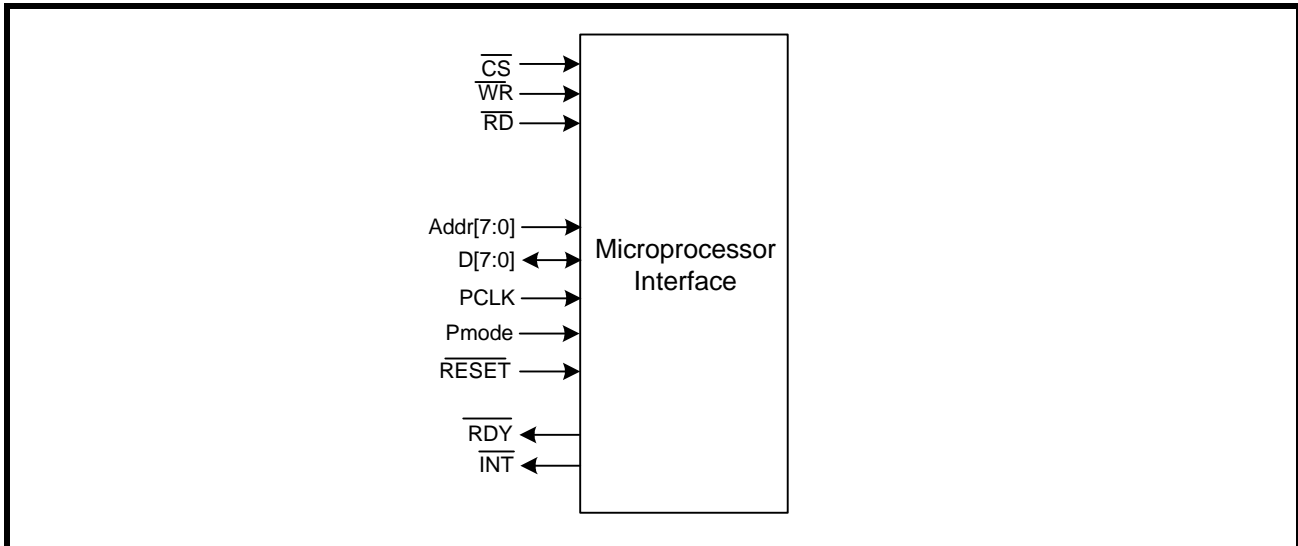 CS
WR
RD
Addr[7:0]
D[7:0]
PCLK
Pmode
RESET
RDY
INT
Microprocessor
Interface